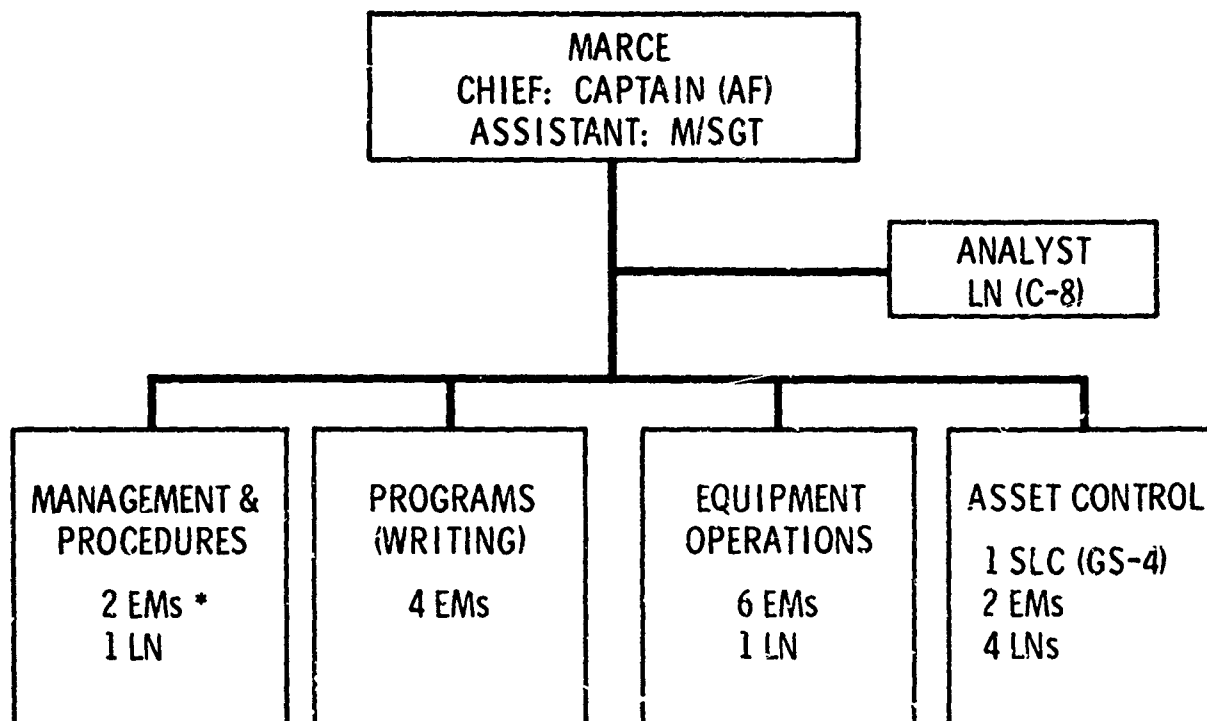 MARCE
CHIEF: CAPTAIN (AF)
ASSISTANT: M/SGT
ANALYST
LN (C-8)
MANAGEMENT &
PROCEDURES
2 EMs *
1 LN
PROGRAMS
(WRITING)
4 EMs
EQUIPMENT
OPERATIONS
6 EMs
1 LN
ASSET CONTROL
1 SLC (GS-4)
2 EMs
4 LNs